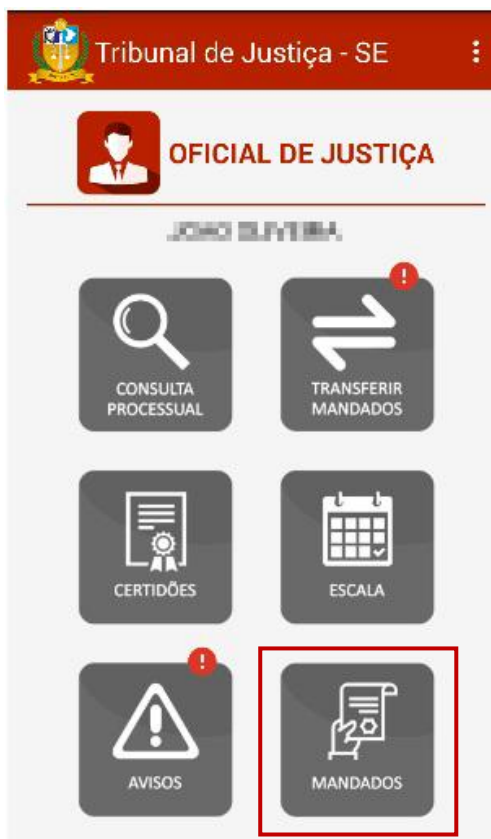 Tribunal de Justiça - SE
OFICIAL DE JUSTIÇA
CONSULTA
PROCESSUAL
TRANSFERIR
MANDADOS
CERTIDÕES
ESCALA
AVISOS
MANDADOS